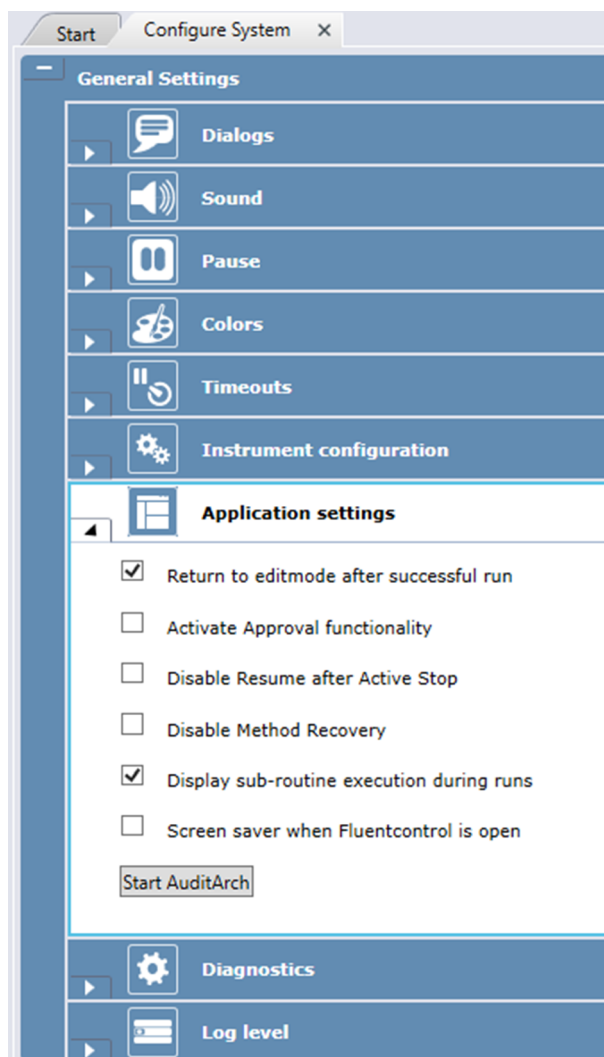 Start
Configure System
General Settings
Dialogs
Sound
Pause
Colors
Timeouts
Instrument configuration
Application settings
Return to editmode after successful run
Activate Approval functionality
Disable Resume after Active Stop
Disable Method Recovery
Display sub-routine execution during runs
Screen saver when Fluentcontrol is open
Start AuditArch
Diagnostics
Log level